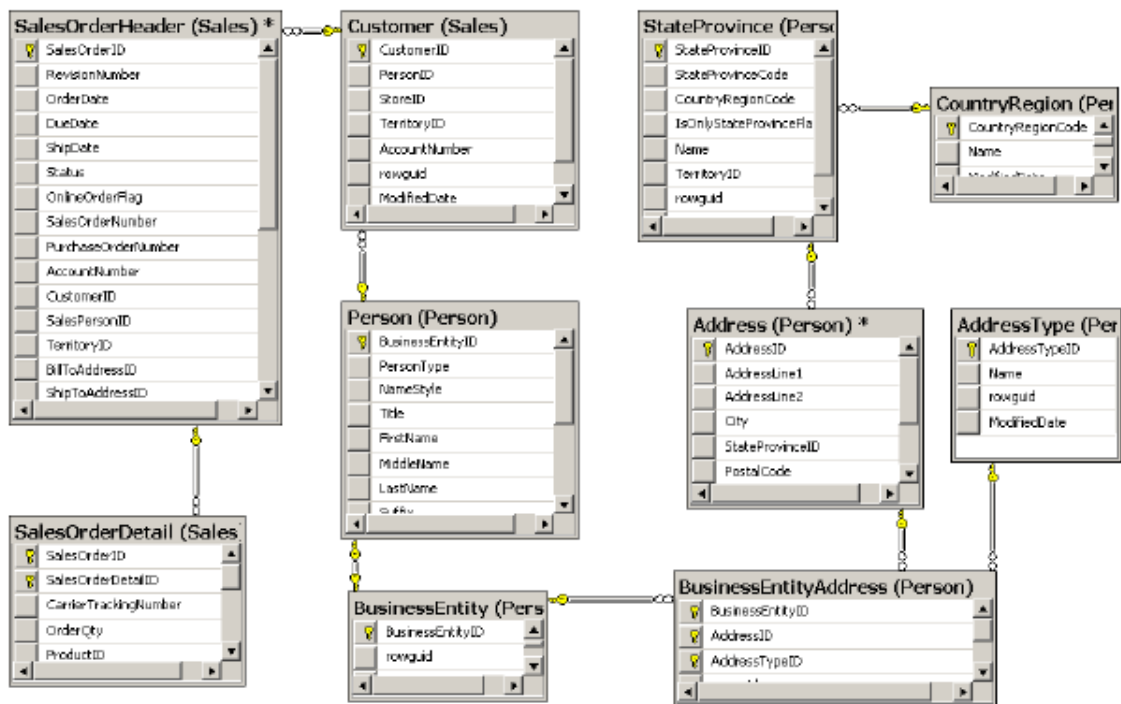 SalesOrderHeader (Sales) *
SalesOrderID
RevisionNumber
OrderDate
DueDate
ShipDate
Status
OnlineOrderFlag
SalesOrderNumber
PurchaseOrderNumber
AccountNumber
CustomerID
SalesPersonID
TerritoryID
BillToAddressID
ShipToAddressID
Customer (Sales)
CustomerID
PersonID
StoreID
TerritoryID
AccountNumber
rowguid
ModifiedDate
StateProvince (Perso
StateProvinceID
StateProvinceCode
CountryRegionCode
IsOnlyStateProvinceFla
Name
TerritoryID
rowguid
CountryRegion (Per
CountryRegionCode
Name
ModifiedDate
Person (Person)
BusinessEntityID
PersonType
NameStyle
Title
FirstName
MiddleName
LastName
Suffix
Address (Person) *
AddressID
AddressLine1
AddressLine2
City
StateProvinceID
PostalCode
AddressType (Per
AddressTypeID
Name
rowguid
ModifiedDate
SalesOrderDetail (Sales)
SalesOrderID
SalesOrderDetailID
CarrierTrackingNumber
OrderQty
ProductID
BusinessEntity (Pers
BusinessEntityID
rowguid
BusinessEntityAddress (Person)
BusinessEntityID
AddressID
AddressTypeID